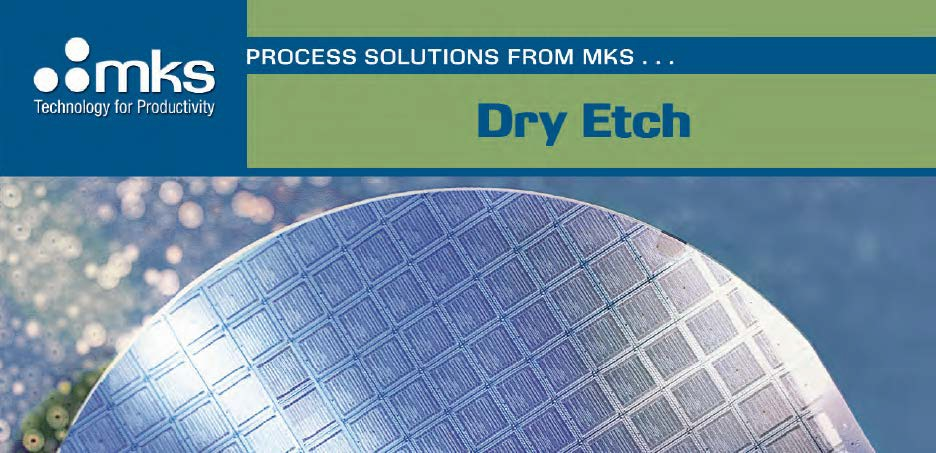 mks
Technology for Productivity
PROCESS SOLUTIONS FROM MKS . . .
Dry Etch